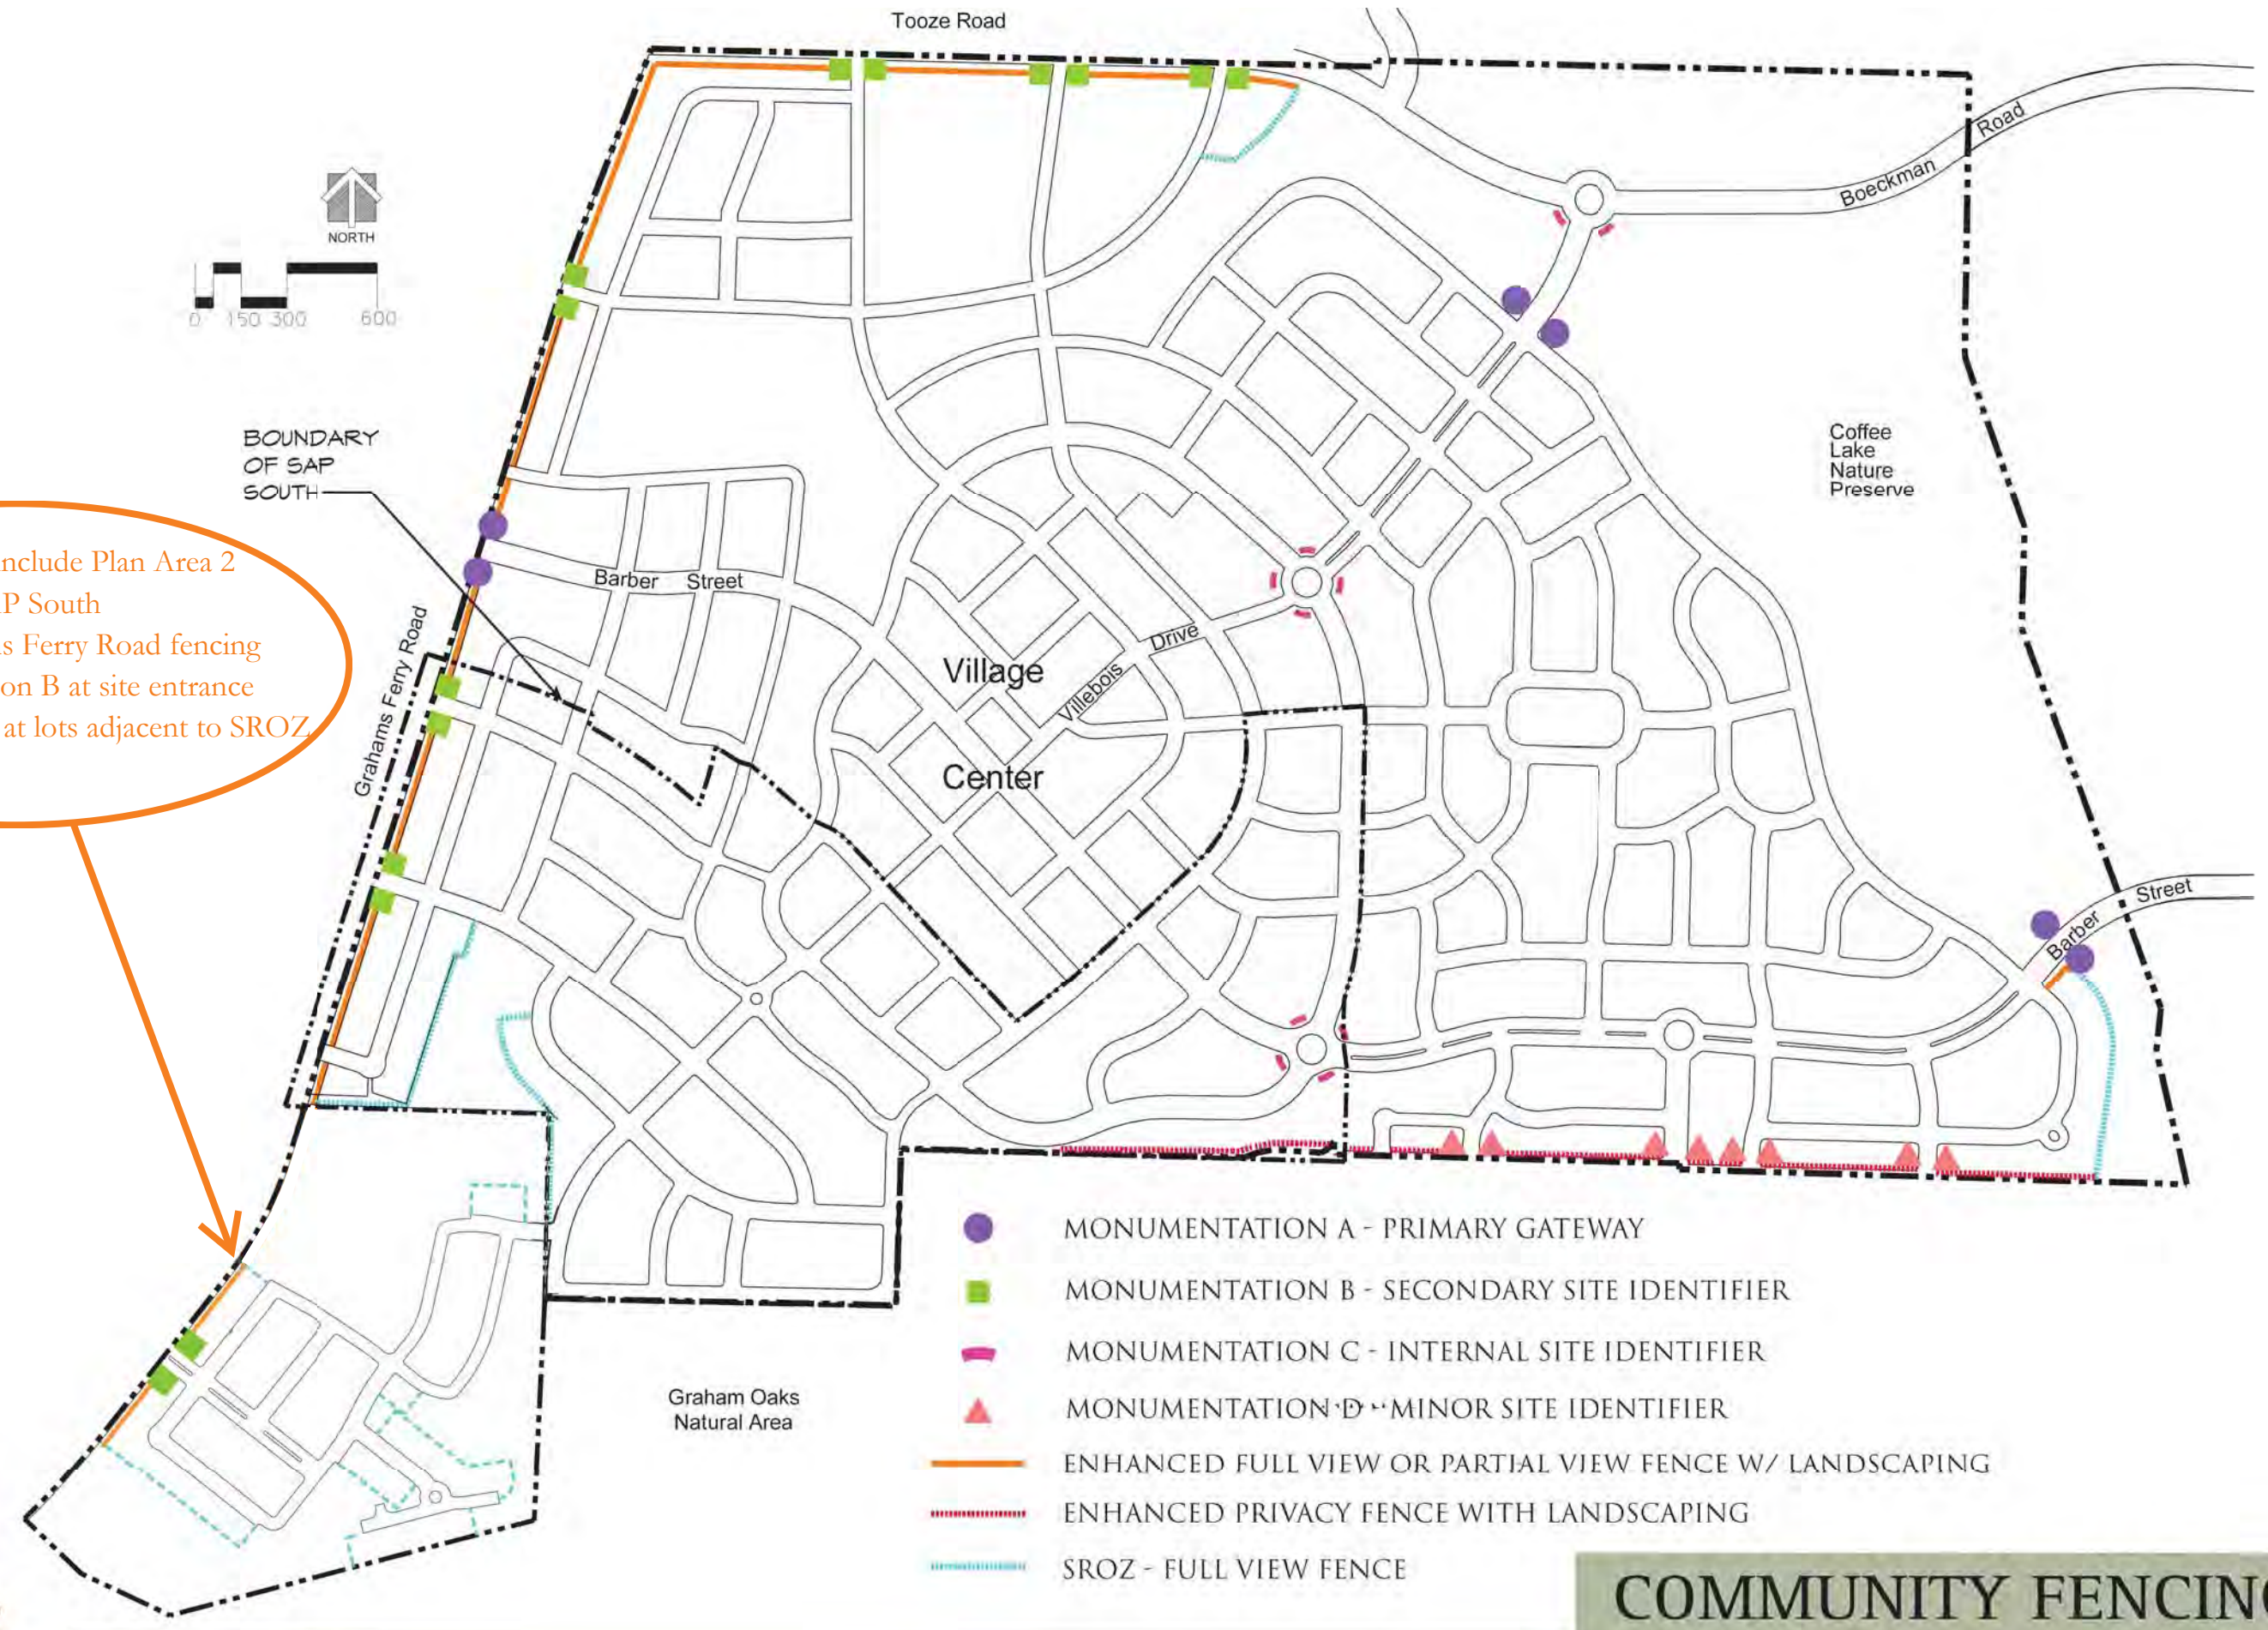 Tooze Road
Boeckman Road
NORTH
0 150 300 600
BOUNDARY
OF SAP
SOUTH
Coffee
Lake
Nature
Preserve
nclude Plan Area 2
P South
s Ferry Road fencing
on B at site entrance
at lots adjacent to SROZ
Grahams Ferry Road
Barber Street
Village
Center
Villebois Drive
Barber Street
Graham Oaks
Natural Area
MONUMENTATION A - PRIMARY GATEWAY
MONUMENTATION B - SECONDARY SITE IDENTIFIER
MONUMENTATION C - INTERNAL SITE IDENTIFIER
MONUMENTATION D - MINOR SITE IDENTIFIER
ENHANCED FULL VIEW OR PARTIAL VIEW FENCE W/ LANDSCAPING
ENHANCED PRIVACY FENCE WITH LANDSCAPING
SROZ - FULL VIEW FENCE
COMMUNITY FENCING